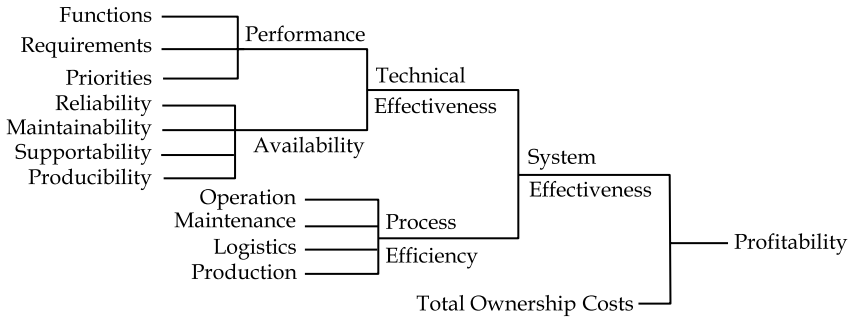 Functions
Requirements
Performance
Priorities
Technical
Effectiveness
Reliability
Maintainability
Availability
Supportability
Producibility
System
Effectiveness
Operation
Maintenance
Process
Efficiency
Logistics
Production
Profitability
Total Ownership Costs